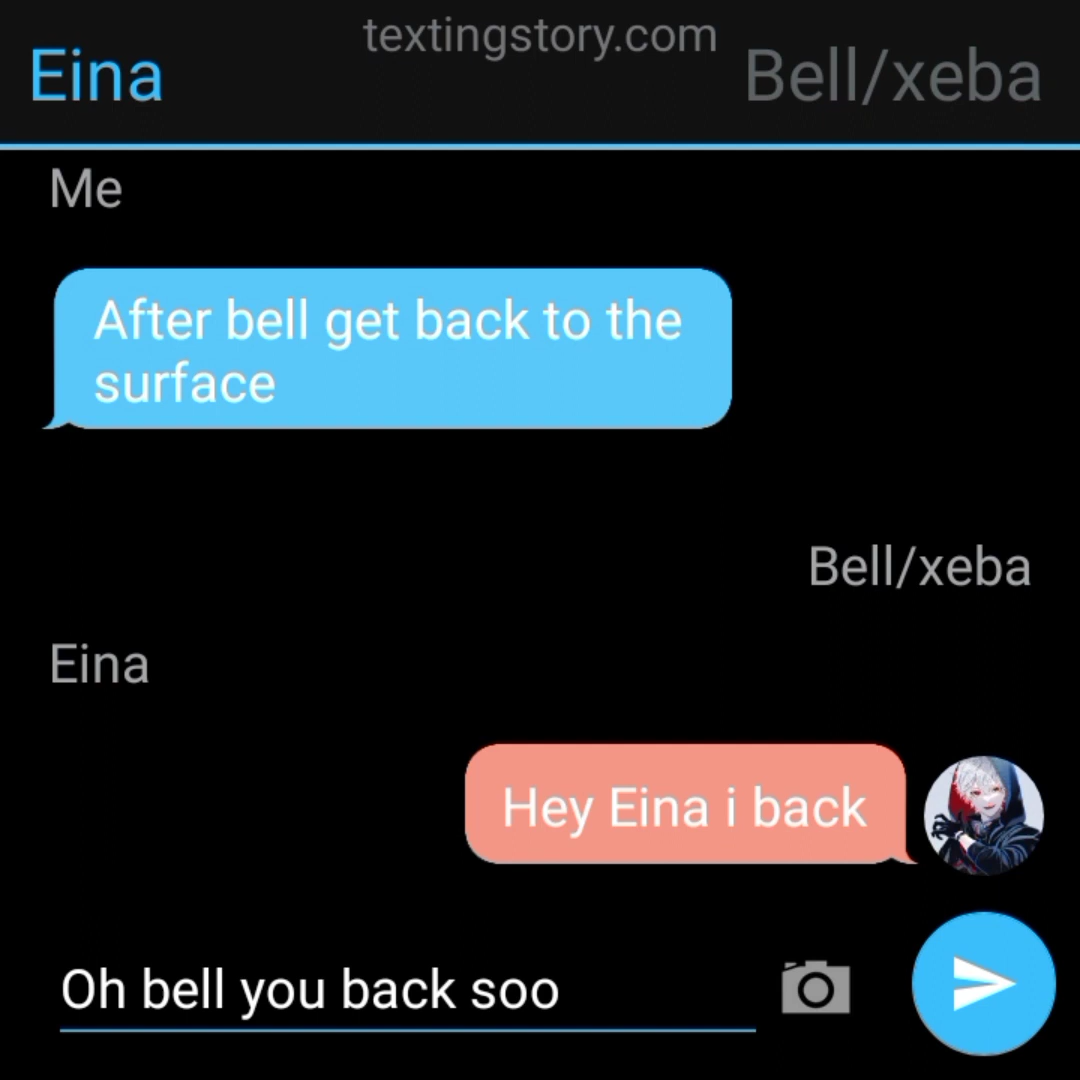 textingstory.com
Eina
Bell/xeba
Me
After bell get back to the
surface
Bell/xeba
Eina
Hey Eina i back
Oh bell you back soo